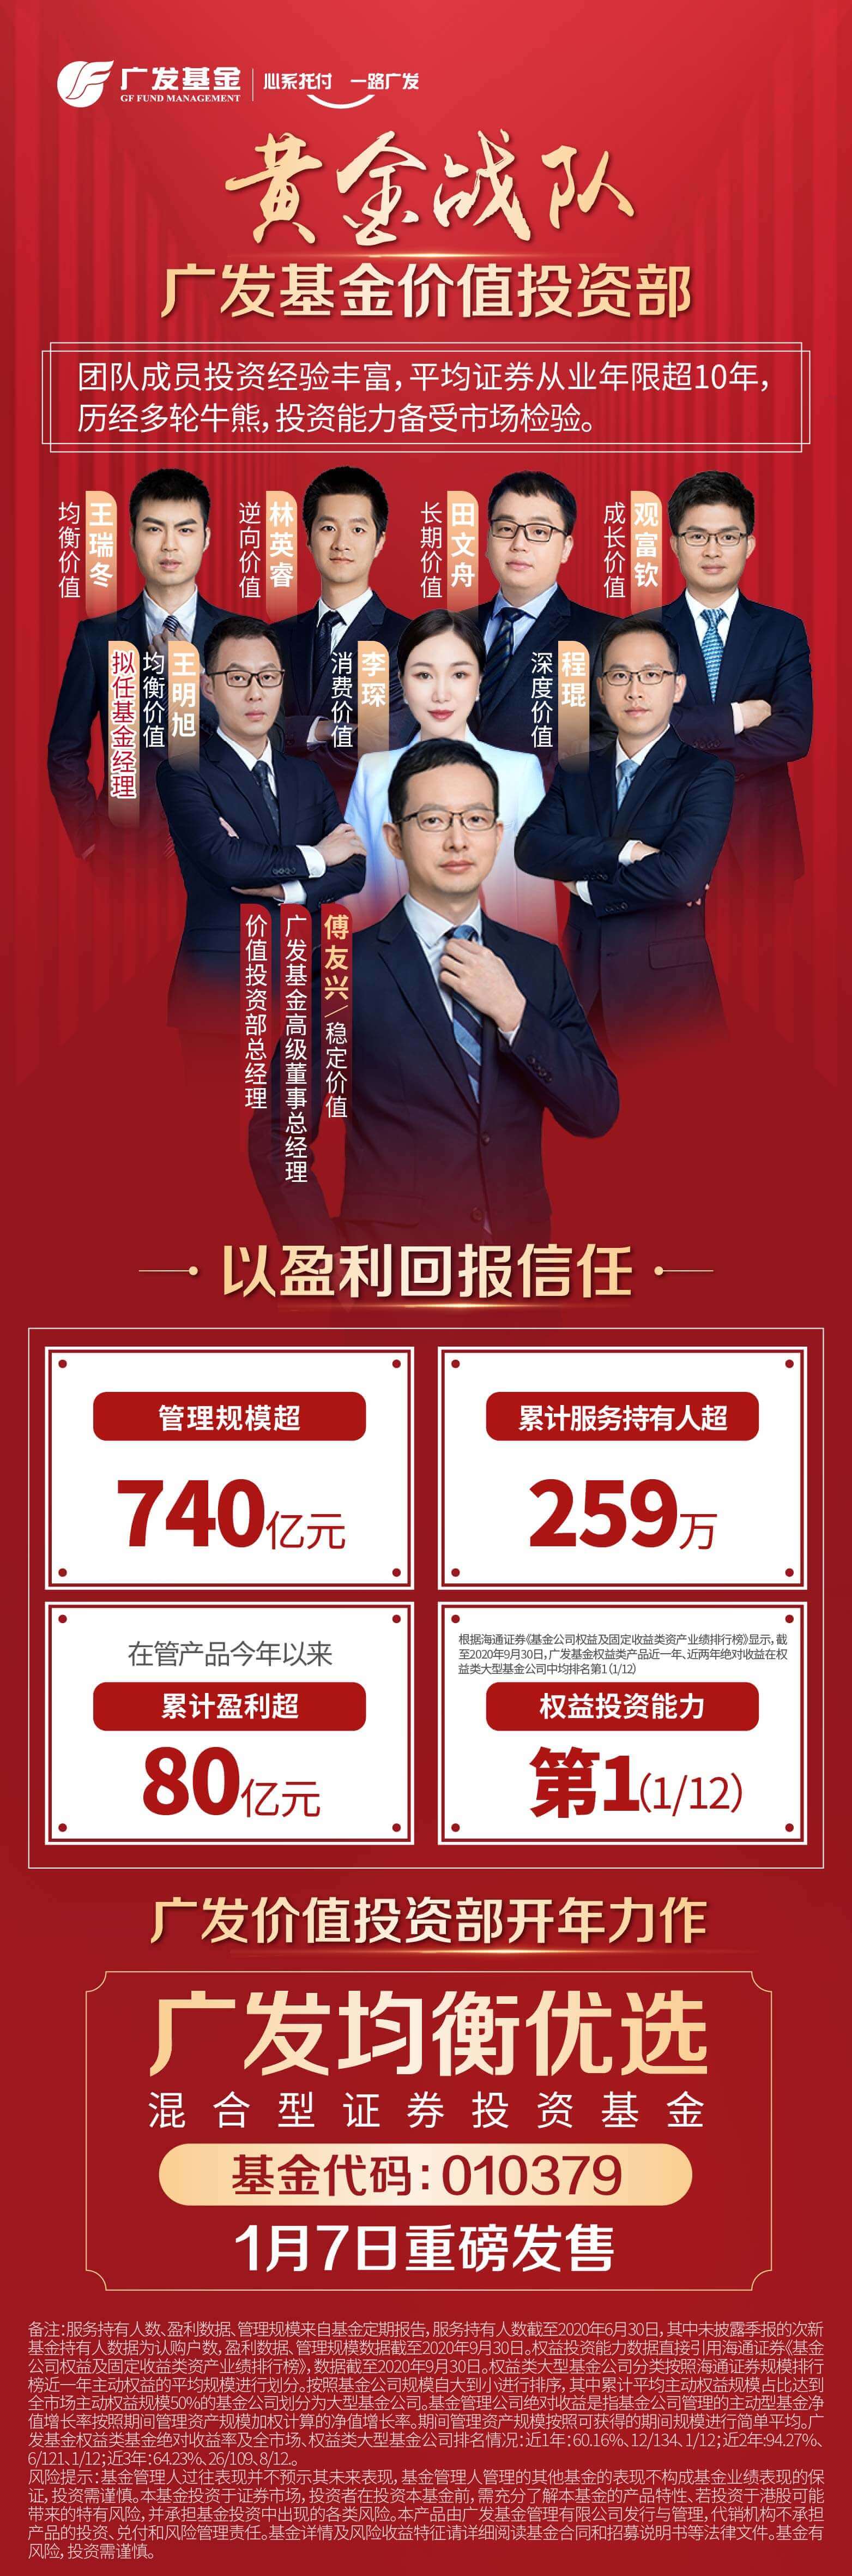 广发基金
GF FUND MANAGEMENT
心系托付 一路广发
黄金战队
广发基金价值投资部
团队成员投资经验丰富,平均证券从业年限超10年,
历经多轮牛熊,投资能力备受市场检验。
均衡价值
王瑞冬
逆向价值
林英睿
长期价值
田文舟
成长价值
观富钦
拟任基金经理
均衡价值
王明旭
消费价值
李琛
深度价值
程琨
价值投资部总经理
广发基金高级董事总经理
傅友兴/稳定价值
以盈利回报信任
管理规模超
740亿元
累计服务持有人超
259万
在管产品今年以来
累计盈利超
80亿元
根据海通证券《基金公司权益及固定收益类资产业绩排行榜》显示,截
至2020年9月30日,广发基金权益类产品近一年、近两年绝对收益在权
益类大型基金公司中均排名第1(1/12)
权益投资能力
第1(1/12)
广发价值投资部开年力作
广发均衡优选
混合型证券投资基金
基金代码:010379
1月7日重磅发售
备注:服务持有人数、盈利数据、管理规模来自基金定期报告,服务持有人数截至2020年6月30日,其中未披露季报的次新
基金持有人数据为认购户数,盈利数据、管理规模数据截至2020年9月30日。权益投资能力数据直接引用海通证券《基金
公司权益及固定收益类资产业绩排行榜》,数据截至2020年9月30日。权益类大型基金公司分类按照海通证券规模排行
榜近一年主动权益的平均规模进行划分。按照基金公司规模自大到小进行排序,其中累计平均主动权益规模占比达到
全市场主动权益规模50%的基金公司划分为大型基金公司。基金管理公司绝对收益是指基金公司管理的主动型基金净
值增长率按照期间管理资产规模加权计算的净值增长率。期间管理资产规模按照可获得的期间规模进行简单平均。广
发基金权益类基金绝对收益率及全市场、权益类大型基金公司排名情况:近1年:60.16%、12/134、1/12;近2年:94.27%、
6/121、1/12;近3年:64.23%、26/109、8/12.。
风险提示:基金管理人过往表现并不预示其未来表现,基金管理人管理的其他基金的表现不构成基金业绩表现的保
证,投资需谨慎。本基金投资于证券市场,投资者在投资本基金前,需充分了解本基金的产品特性、若投资于港股可能
带来的特有风险,并承担基金投资中出现的各类风险。本产品由广发基金管理有限公司发行与管理,代销机构不承担
产品的投资、兑付和风险管理责任。基金详情及风险收益特征请详细阅读基金合同和招募说明书等法律文件。基金有
风险,投资需谨慎。